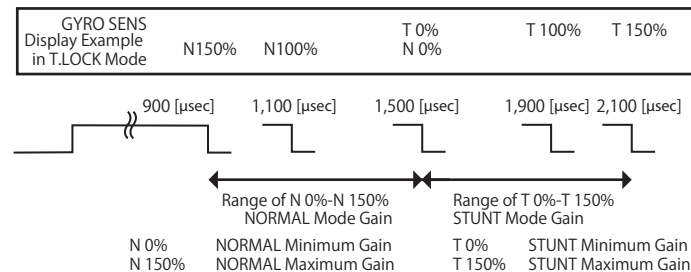 GYRO SENS
Display Example
in T.LOCK Mode
N150% N100% T 0% T 100% T 150%
N 0%
900 [µsec] 1,100 [µsec] 1,500 [µsec] 1,900 [µsec] 2,100 [µsec]
Range of N 0%-N 150% Range of T 0%-T 150%
NORMAL Mode Gain STUNT Mode Gain
N 0% NORMAL Minimum Gain T 0% STUNT Minimum Gain
N 150% NORMAL Maximum Gain T 150% STUNT Maximum Gain